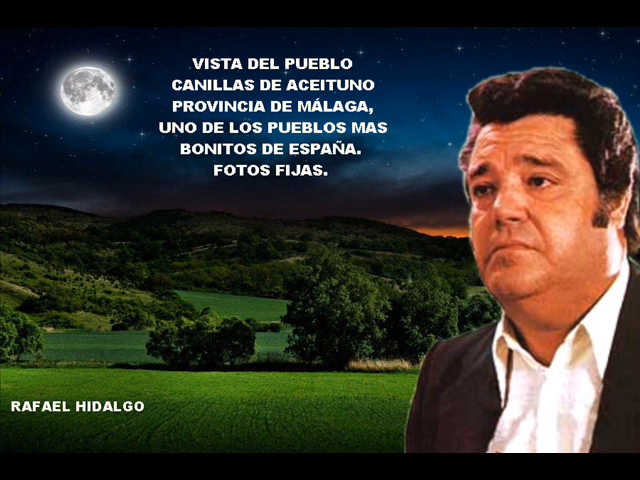 VISTA DEL PUEBLO
CANILLAS DE ACEITUNO
PROVINCIA DE MÁLAGA,
UNO DE LOS PUEBLOS MAS
BONITOS DE ESPAÑA.
FOTOS FIJAS.
RAFAEL HIDALGO